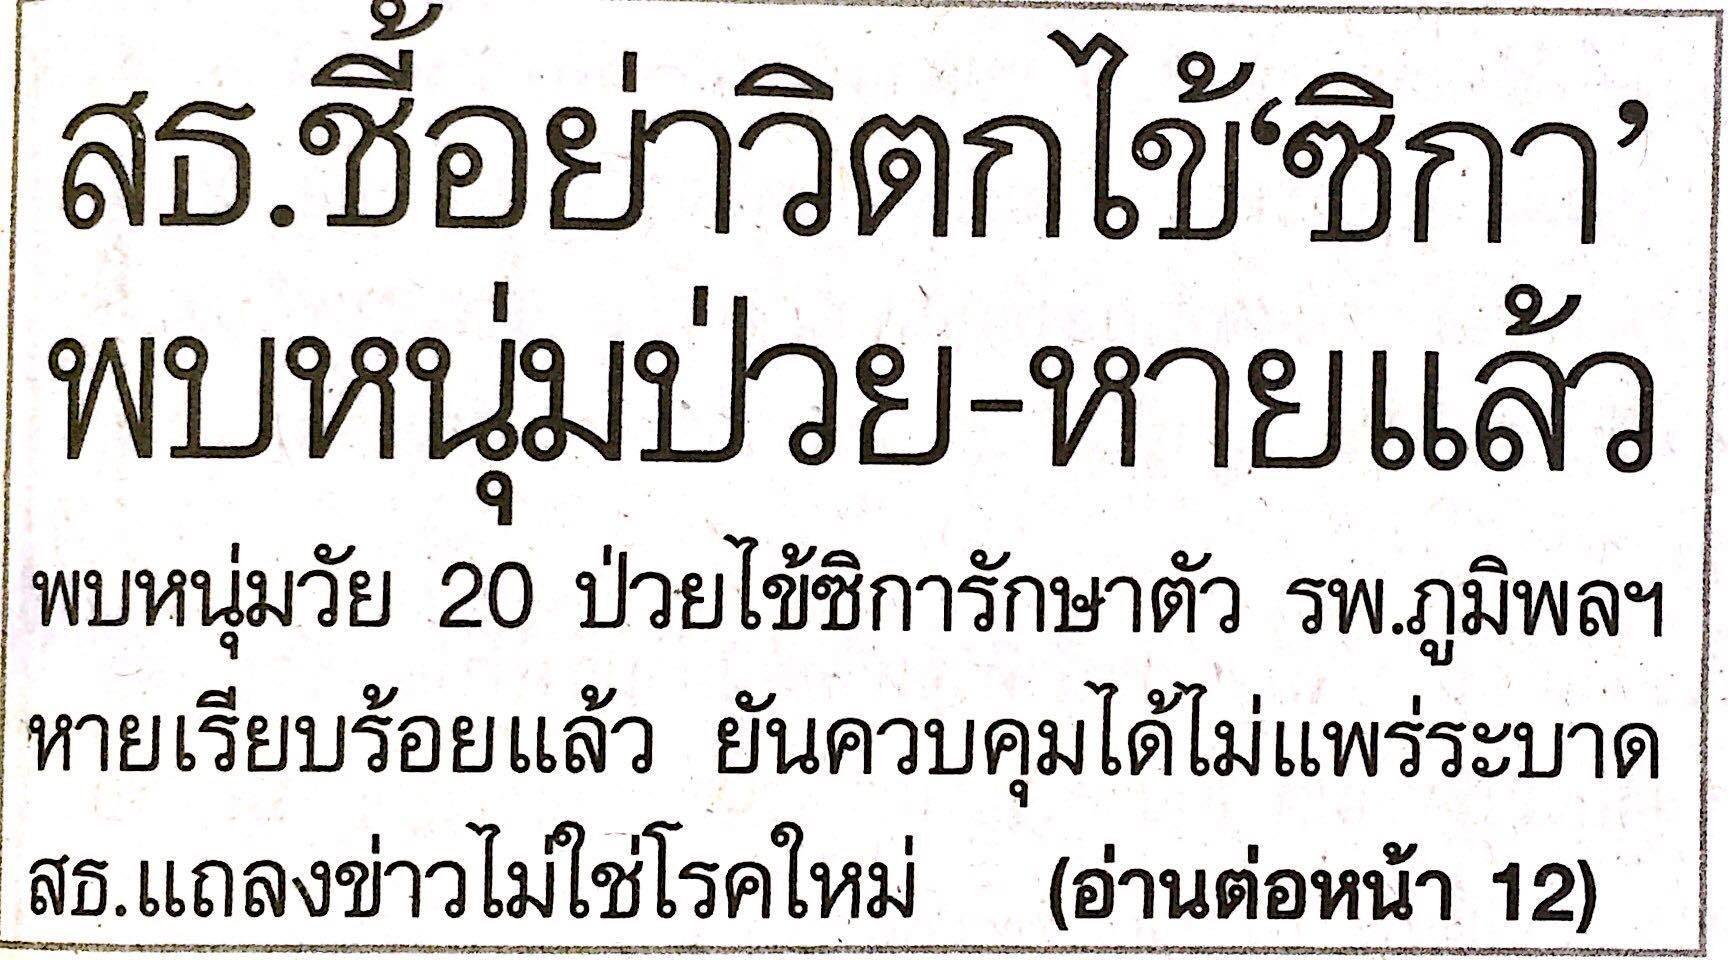 สธ.ชี้อย่าวิตกไข้‘ซิกา’
พบหนุ่มป่วย-หายแล้ว
พบหนุ่มวัย 20 ป่วยไข้ซิการักษาตัว รพ.ภูมิพลฯ
หายเรียบร้อยแล้ว ยันควบคุมได้ไม่แพร่ระบาด
สธ.แถลงข่าวไม่ใช่โรคใหม่ (อ่านต่อหน้า 12)